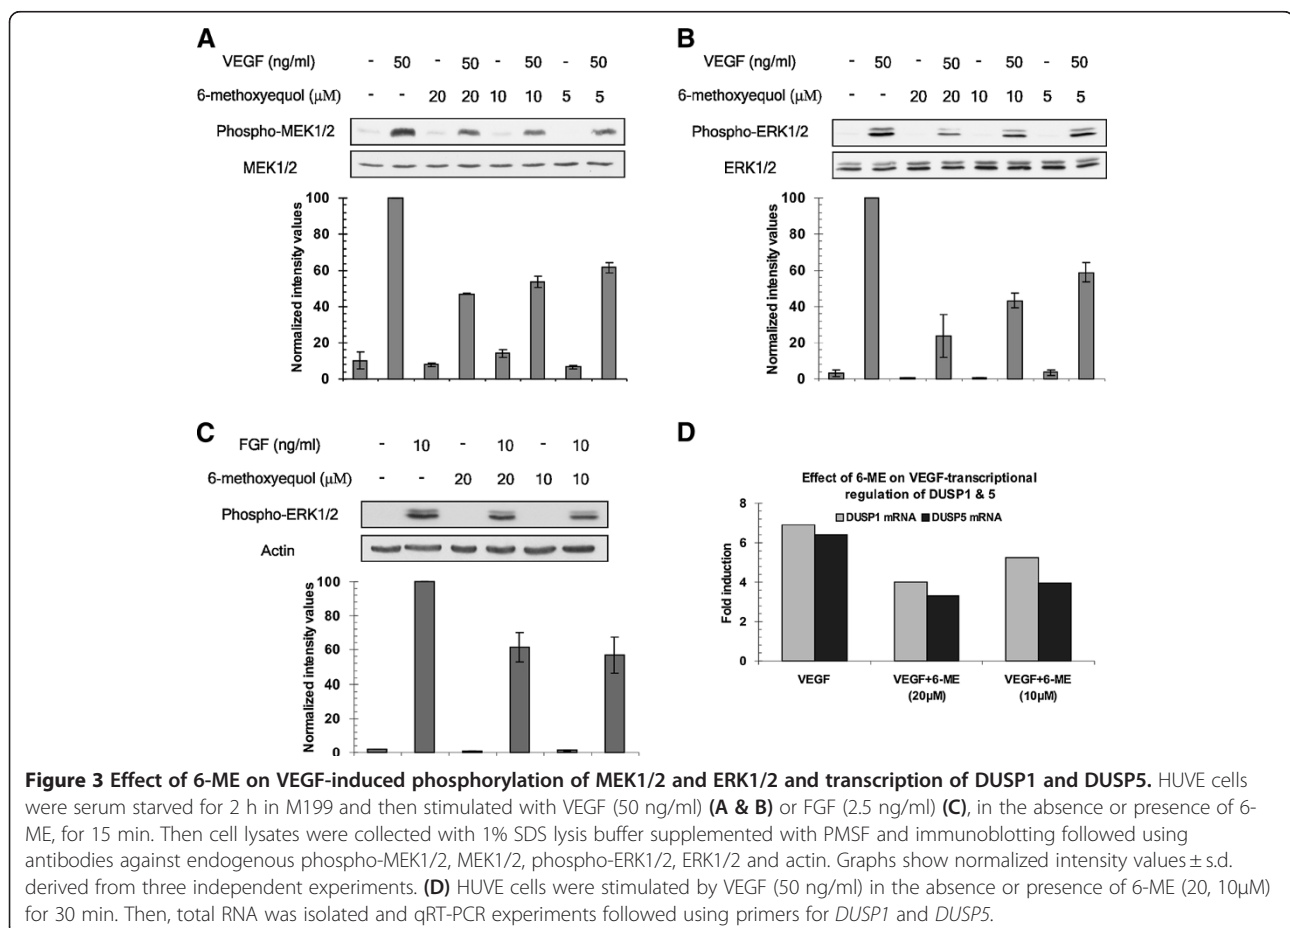 A
VEGF (ng/ml) - 50 - 50 - 50 - 50
6-methoxyequol (μM) - - 20 20 10 10 5 5
Phospho-MEK1/2
MEK1/2
Normalized intensity values
100
80
60
40
20
0
B
VEGF (ng/ml) - 50 - 50 - 50 - 50
6-methoxyequol (μM) - - 20 20 10 10 5 5
Phospho-ERK1/2
ERK1/2
Normalized intensity values
100
80
60
40
20
0
C
FGF (ng/ml) - 10 - 10 - 10
6-methoxyequol (μM) - - 20 20 10 10
Phospho-ERK1/2
Actin
Normalized intensity values
100
80
60
40
20
0
D
Effect of 6-ME on VEGF-transcriptional
regulation of DUSP1 & 5
DUSP1 mRNA DUSP5 mRNA
Fold induction
8
6
4
2
0
VEGF VEGF+6-ME VEGF+6-ME
(20μM) (10μM)
Figure 3 Effect of 6-ME on VEGF-induced phosphorylation of MEK1/2 and ERK1/2 and transcription of DUSP1 and DUSP5. HUVE cells
were serum starved for 2 h in M199 and then stimulated with VEGF (50 ng/ml) (A & B) or FGF (2.5 ng/ml) (C), in the absence or presence of 6-
ME, for 15 min. Then cell lysates were collected with 1% SDS lysis buffer supplemented with PMSF and immunoblotting followed using
antibodies against endogenous phospho-MEK1/2, MEK1/2, phospho-ERK1/2, ERK1/2 and actin. Graphs show normalized intensity values ± s.d.
derived from three independent experiments. (D) HUVE cells were stimulated by VEGF (50 ng/ml) in the absence or presence of 6-ME (20, 10μM)
for 30 min. Then, total RNA was isolated and qRT-PCR experiments followed using primers for DUSP1 and DUSP5.